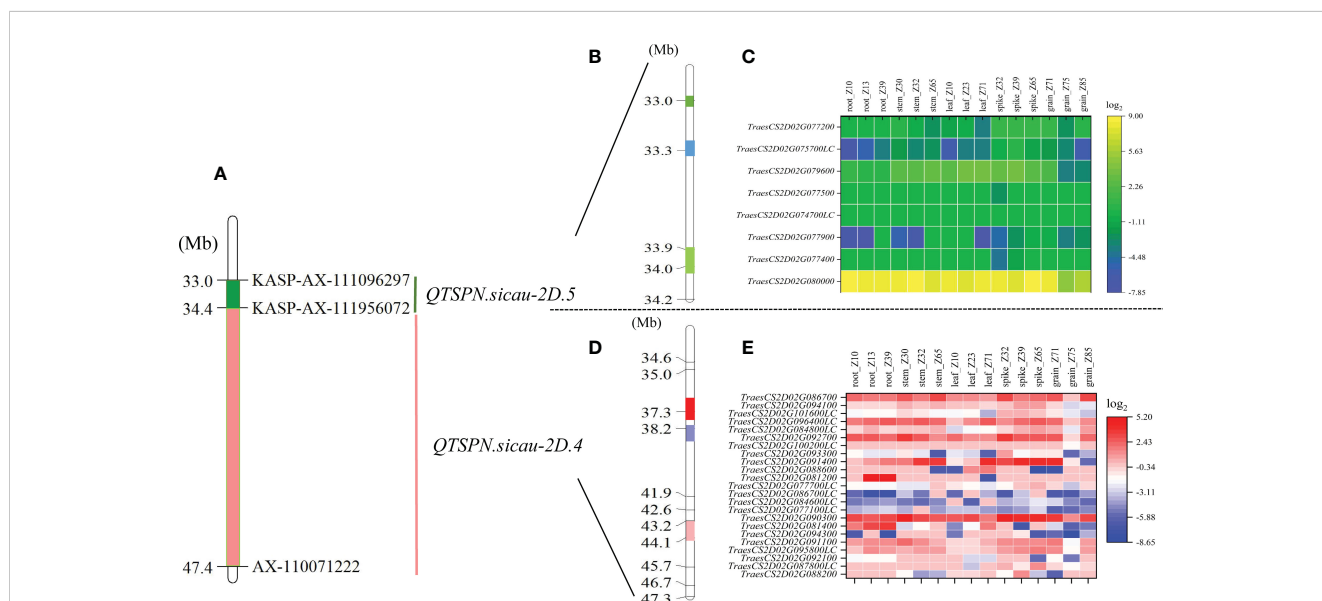 A
(Mb)
33.0 KASP-AX-111096297
34.4 KASP-AX-111956072
47.4 AX-110071222
QTSPN.sicau-2D.5
QTSPN.sicau-2D.4
B
(Mb)
33.0
33.3
33.9
34.0
34.2
C
root_Z10
root_Z13
root_Z39
stem_Z30
stem_Z32
stem_Z65
leaf_Z10
leaf_Z23
leaf_Z71
spike_Z32
spike_Z39
spike_Z65
grain_Z71
grain_Z75
grain_Z85
TraesCS2D02G077200
TraesCS2D02G075700LC
TraesCS2D02G079600
TraesCS2D02G077500
TraesCS2D02G074700LC
TraesCS2D02G077900
TraesCS2D02G077400
TraesCS2D02G080000
log2
9.00
5.63
2.26
-1.11
-4.48
-7.85
D
(Mb)
34.6
35.0
37.3
38.2
41.9
42.6
43.2
44.1
45.7
46.7
47.3
E
root_Z10
root_Z13
root_Z39
stem_Z30
stem_Z32
stem_Z65
leaf_Z10
leaf_Z23
leaf_Z71
spike_Z32
spike_Z39
spike_Z65
grain_Z71
grain_Z75
grain_Z85
TraesCS2D02G086700
TraesCS2D02G094100
TraesCS2D02G101600LC
TraesCS2D02G096400LC
TraesCS2D02G084800LC
TraesCS2D02G092700
TraesCS2D02G100200LC
TraesCS2D02G093300
TraesCS2D02G091400
TraesCS2D02G088600
TraesCS2D02G081200
TraesCS2D02G077700LC
TraesCS2D02G086700LC
TraesCS2D02G084600LC
TraesCS2D02G077100LC
TraesCS2D02G090300
TraesCS2D02G081400
TraesCS2D02G094300
TraesCS2D02G091100
TraesCS2D02G095800LC
TraesCS2D02G092100
TraesCS2D02G087800LC
TraesCS2D02G088200
log2
5.20
2.43
-0.34
-3.11
-5.88
-8.65